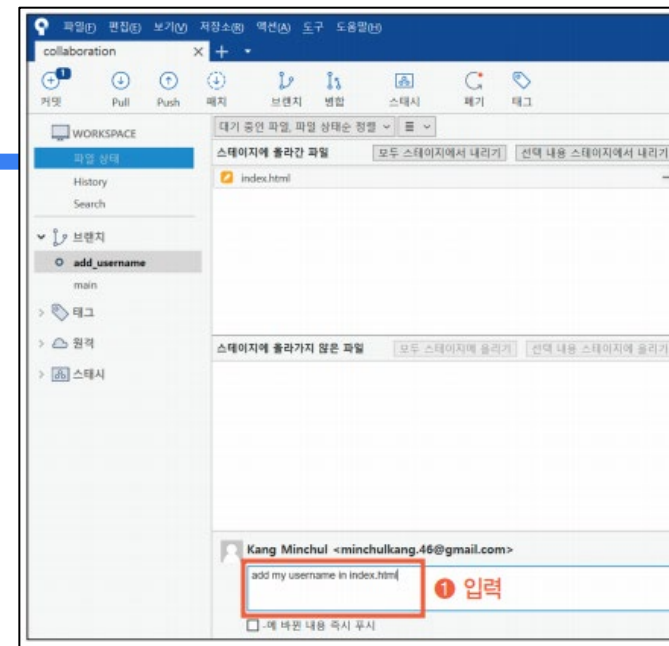 파일(F) 편집(E) 보기(V) 저장소(R) 액션(A) 도구 도움말(H)
collaboration
1
커밋 Pull Push 패치 브랜치 병합 스태시 폐기 태그
WORKSPACE
파일 상태
History
Search
브랜치
add_username
main
태그
원격
스태시
대기 중인 파일, 파일 상태순 정렬
스테이지에 올라간 파일 모두 스테이지에서 내리기 선택 내용 스테이지에서 내리기
index.html
스테이지에 올라가지 않은 파일 모두 스테이지에 올리기 선택 내용 스테이지에 올리기
Kang Minchul <minchulkang.46@gmail.com>
add my username in index.html
1 입력
-에 바뀐 내용 즉시 푸시